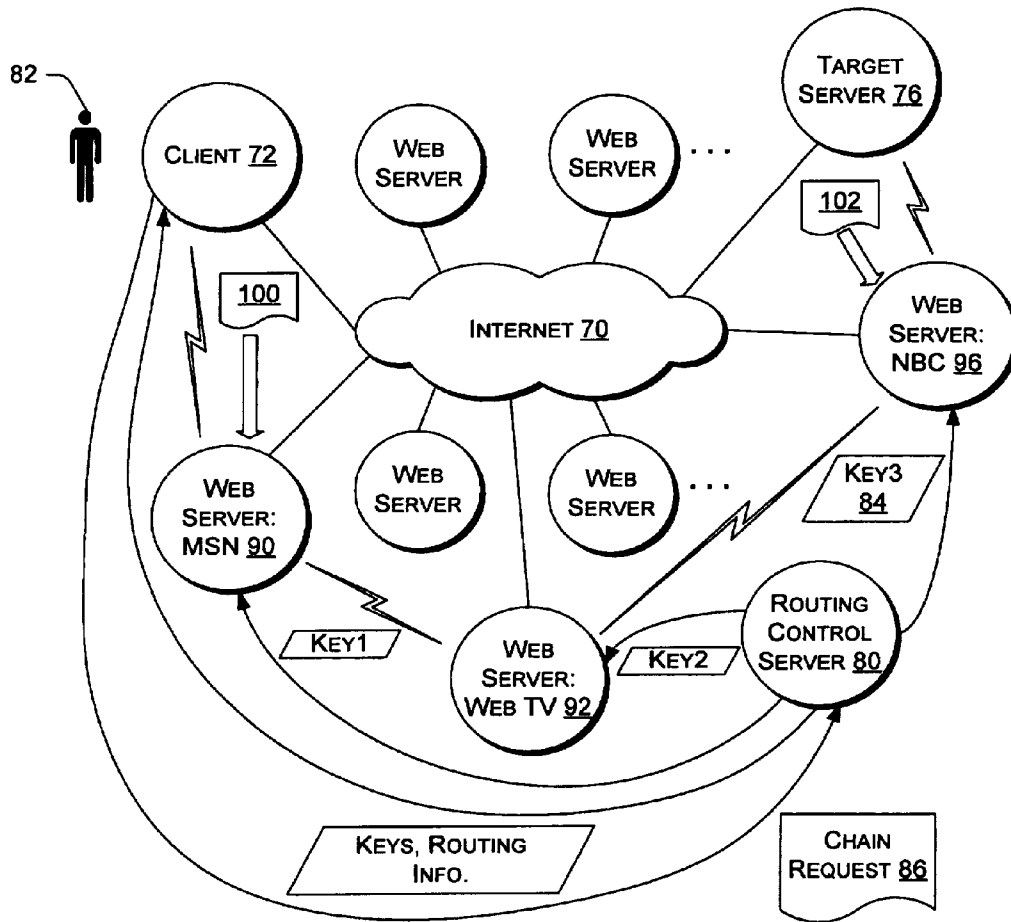 82
CLIENT 72
WEB
SERVER
WEB
SERVER
. . .
TARGET
SERVER 76
102
100
INTERNET 70
WEB
SERVER:
NBC 96
WEB
SERVER:
MSN 90
WEB
SERVER
WEB
SERVER
. . .
KEY3
84
KEY1
WEB
SERVER:
WEB TV 92
KEY2
ROUTING
CONTROL
SERVER 80
KEYS, ROUTING
INFO.
CHAIN
REQUEST 86